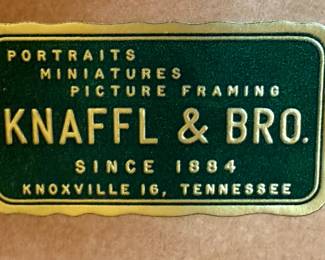 PORTRAITS
MINIATURES
PICTURE FRAMING
KNAFFL & BRO.
SINCE 1884
KNOXVILLE 16, TENNESSEE